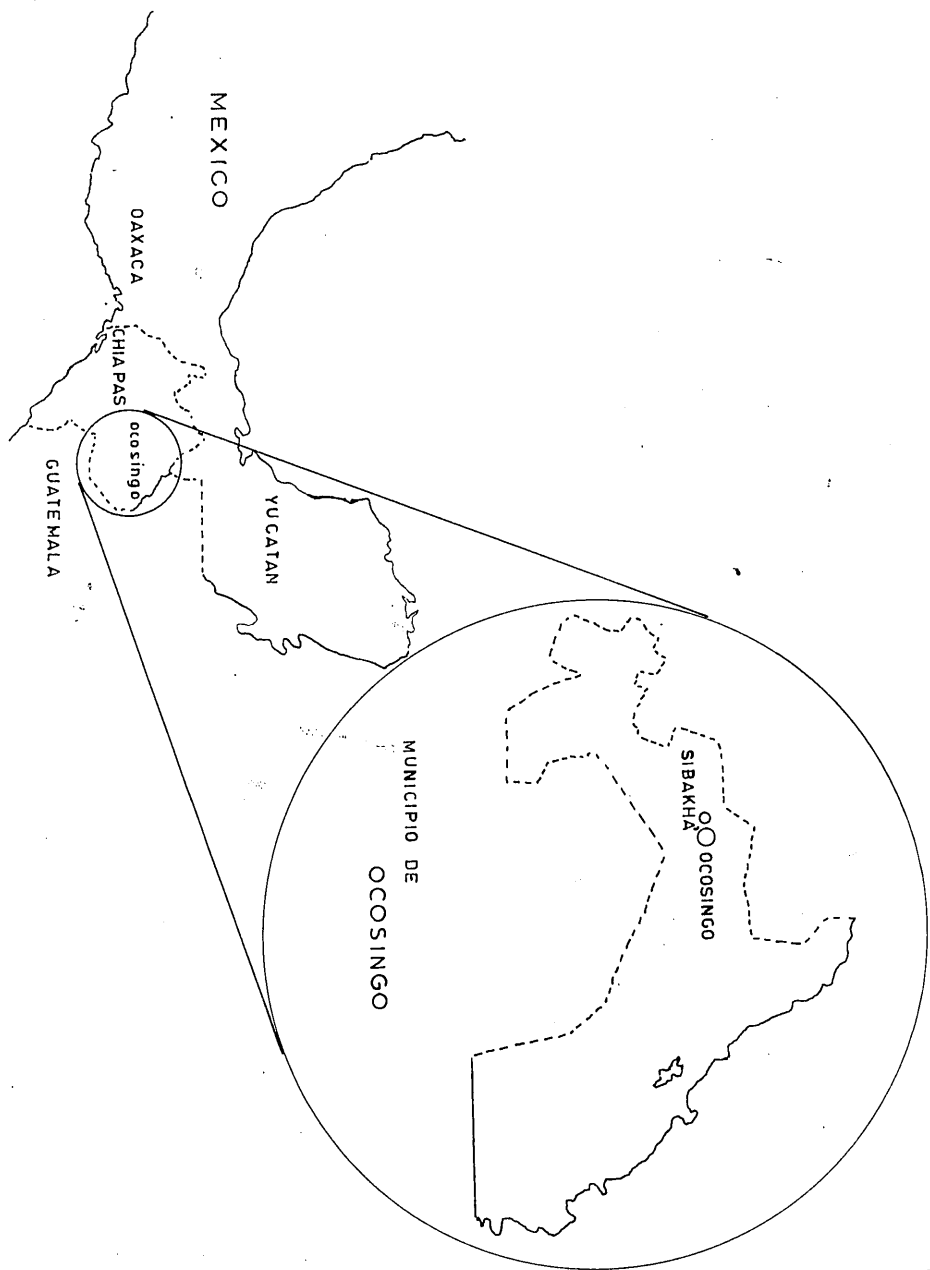 MEXICO
OAXACA
CHIAPAS
ocosingo
GUATEMALA
YUCATAN
SIBAKHA
OCOSINGO
MUNICIPIO DE
OCOSINGO